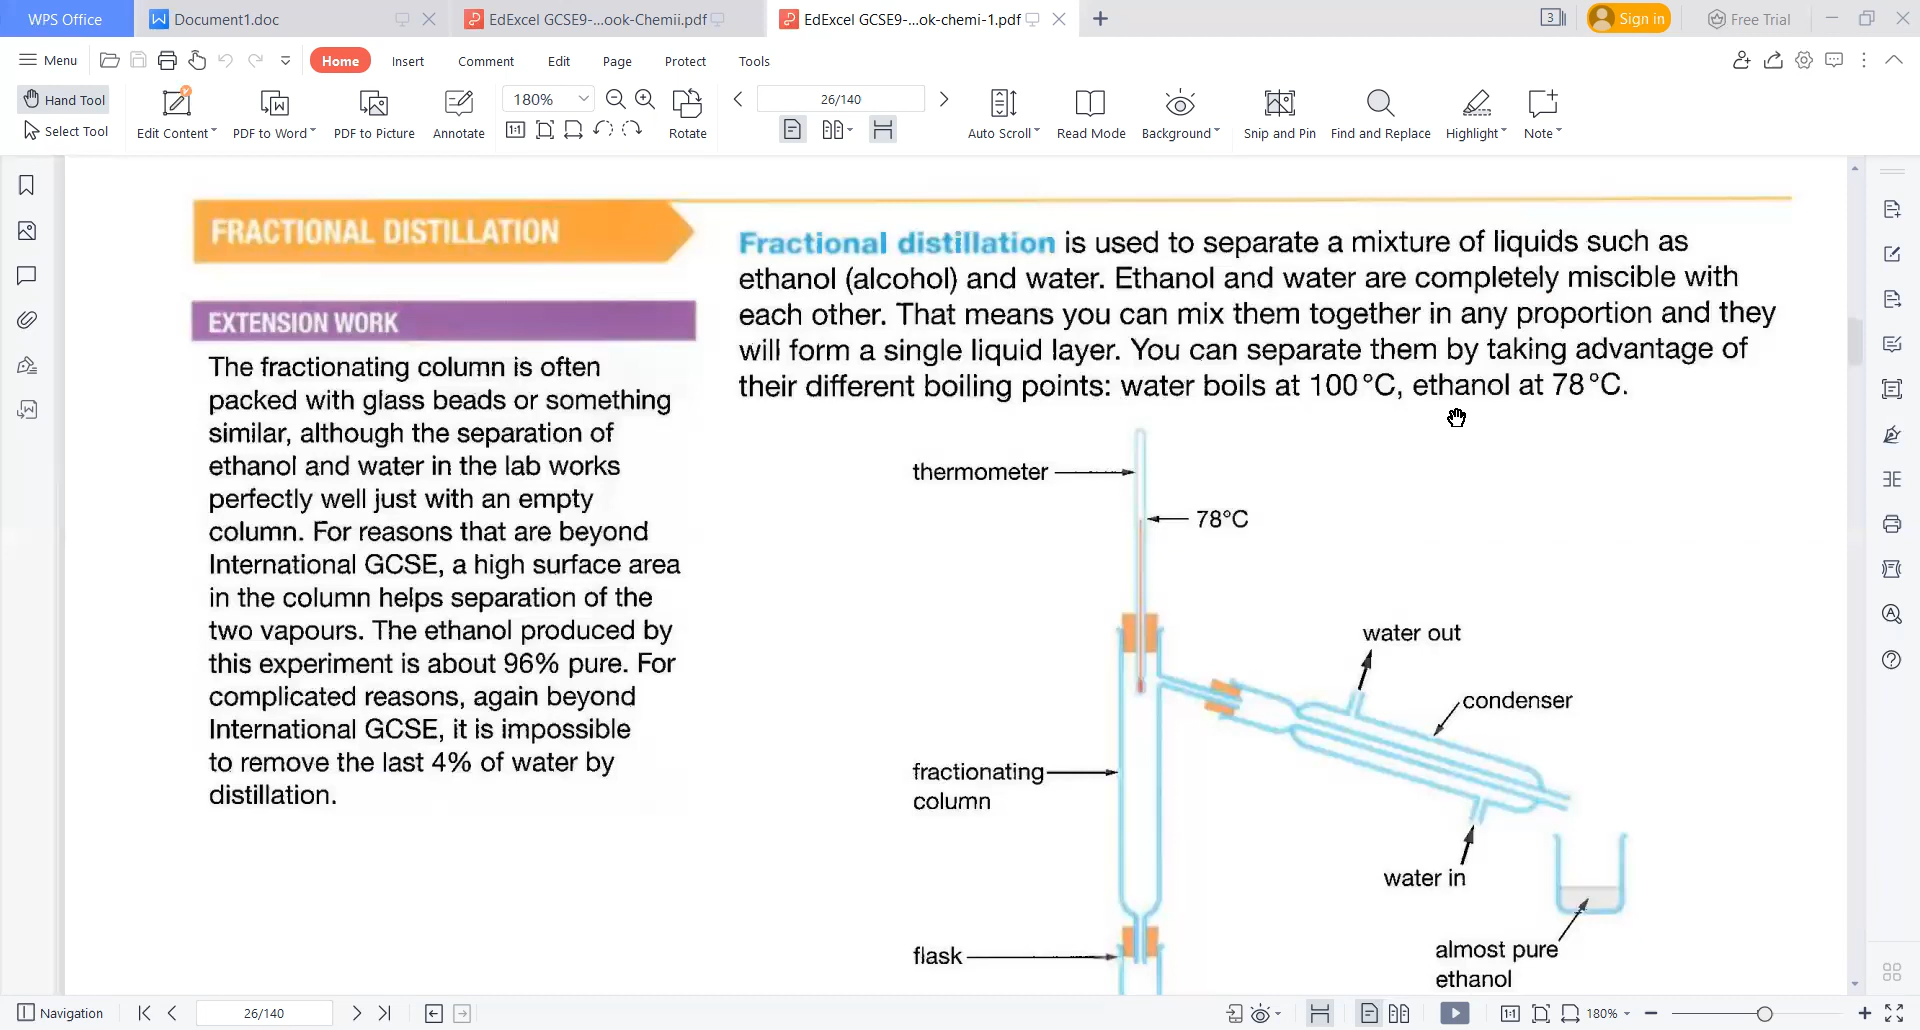 WPS Office
Document1.doc
EdExcel GCSE9-...ook-Chemii.pdf
EdExcel GCSE9-...ok-chemi-1.pdf
3
Sign in
Free Trial
Menu
Home
Insert
Comment
Edit
Page
Protect
Tools
Hand Tool
Select Tool
Edit Content
PDF to Word
PDF to Picture
Annotate
180%
1:1
Rotate
26/140
Auto Scroll
Read Mode
Background
Snip and Pin
Find and Replace
Highlight
Note
FRACTIONAL DISTILLATION
EXTENSION WORK
The fractionating column is often
packed with glass beads or something
similar, although the separation of
ethanol and water in the lab works
perfectly well just with an empty
column. For reasons that are beyond
International GCSE, a high surface area
in the column helps separation of the
two vapours. The ethanol produced by
this experiment is about 96% pure. For
complicated reasons, again beyond
International GCSE, it is impossible
to remove the last 4% of water by
distillation.
Fractional distillation is used to separate a mixture of liquids such as
ethanol (alcohol) and water. Ethanol and water are completely miscible with
each other. That means you can mix them together in any proportion and they
will form a single liquid layer. You can separate them by taking advantage of
their different boiling points: water boils at 100°C, ethanol at 78°C.
thermometer
78°C
water out
condenser
fractionating
column
water in
flask
almost pure
ethanol
Navigation
26/140
1:1
180%